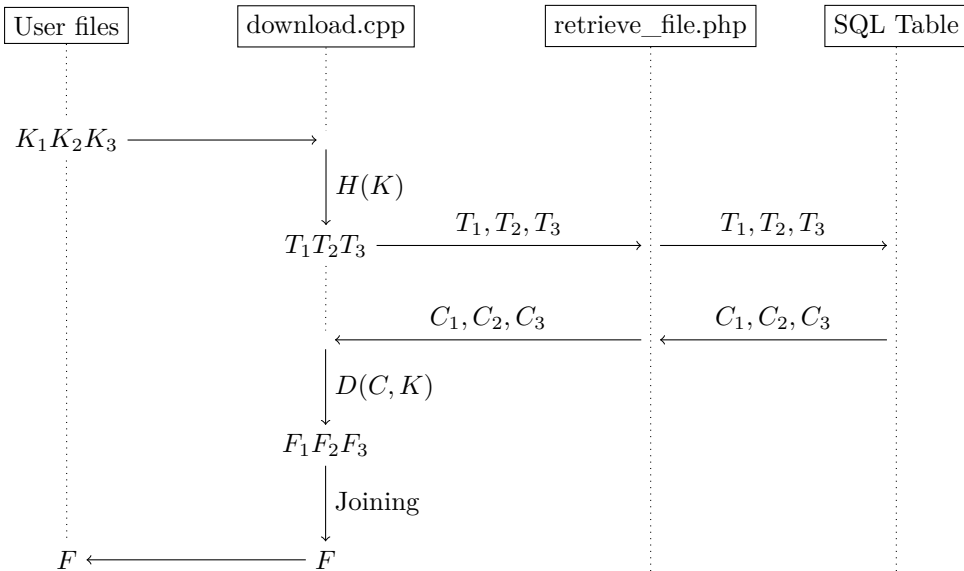 User files download.cpp retrieve_file.php SQL Table
K₁K₂K₃
H(K)
T₁T₂T₃ T₁, T₂, T₃ T₁, T₂, T₃
C₁, C₂, C₃ C₁, C₂, C₃
D(C, K)
F₁F₂F₃
Joining
F F